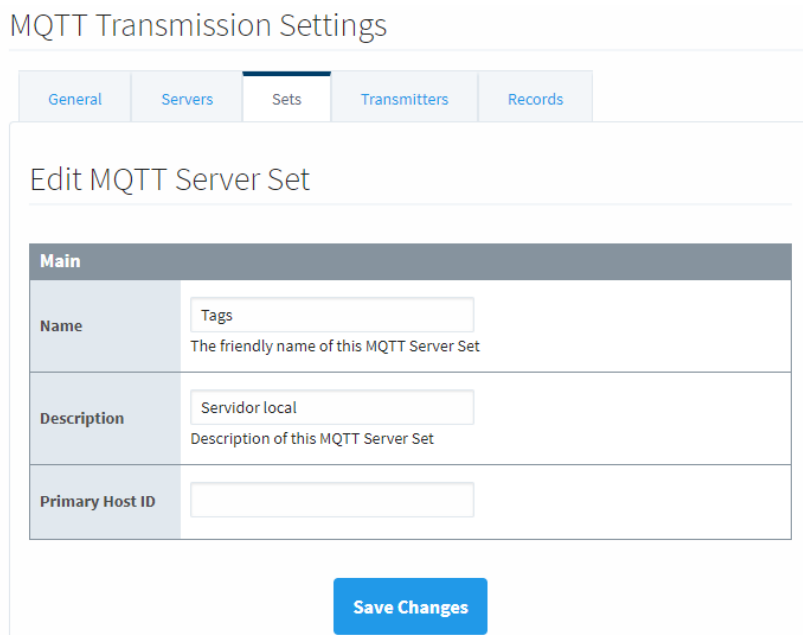 MQTT Transmission Settings
General Servers Sets Transmitters Records
Edit MQTT Server Set
Main
Name
Tags
The friendly name of this MQTT Server Set
Description
Servidor local
Description of this MQTT Server Set
Primary Host ID
Save Changes